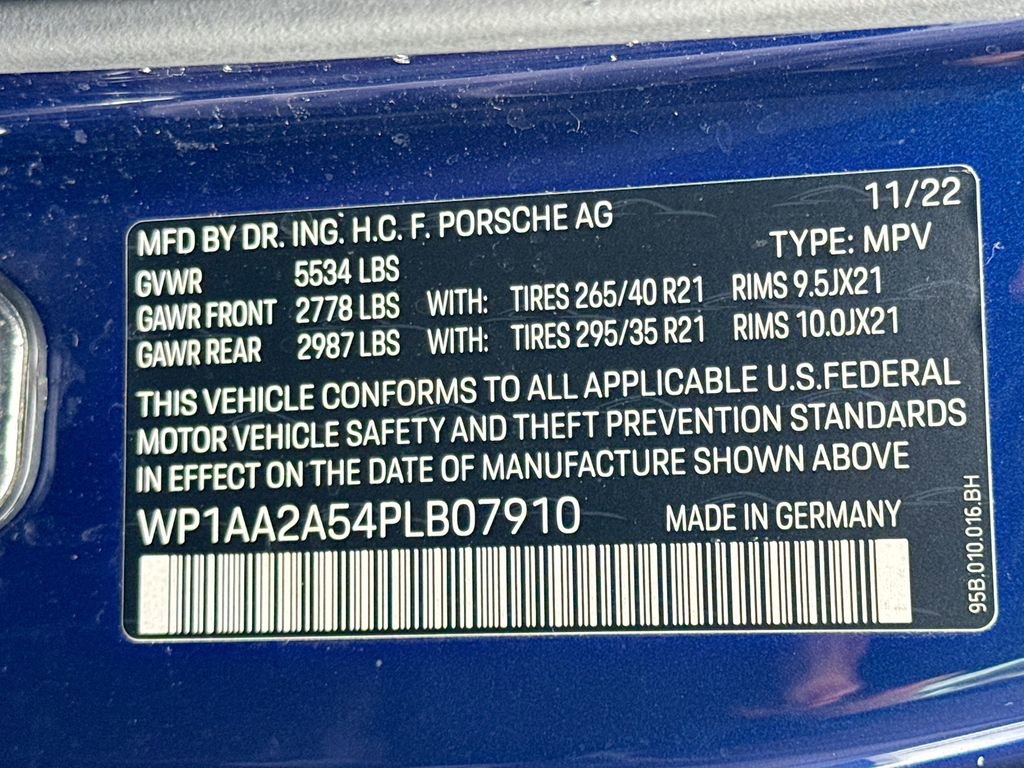 11/22
MFD BY DR. ING. H.C. F. PORSCHE AG
TYPE: MPV
GVWR 5534 LBS
GAWR FRONT 2778 LBS WITH: TIRES 265/40 R21 RIMS 9.5JX21
GAWR REAR 2987 LBS WITH: TIRES 295/35 R21 RIMS 10.0JX21
THIS VEHICLE CONFORMS TO ALL APPLICABLE U.S.FEDERAL
MOTOR VEHICLE SAFETY AND THEFT PREVENTION STANDARDS
IN EFFECT ON THE DATE OF MANUFACTURE SHOWN ABOVE
WP1AA2A54PLB07910 MADE IN GERMANY
95B.010.016.BH